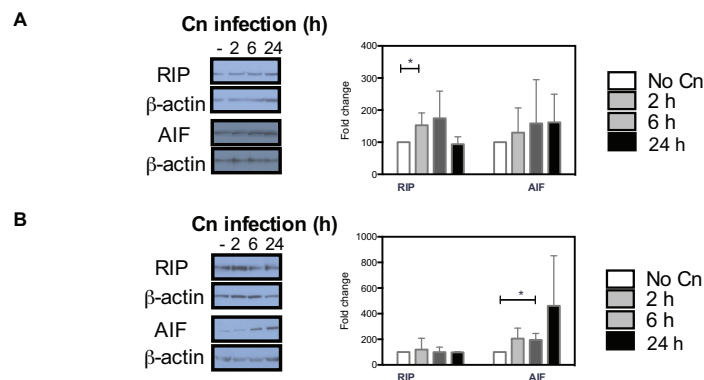 A
Cn infection (h)
- 2 6 24
RIP
β-actin
AIF
β-actin
Fold change
400
300
200
100
0
*
RIP
AIF
No Cn
2 h
6 h
24 h
B
Cn infection (h)
- 2 6 24
RIP
β-actin
AIF
β-actin
Fold change
1000
800
600
400
200
0
*
RIP
AIF
No Cn
2 h
6 h
24 h